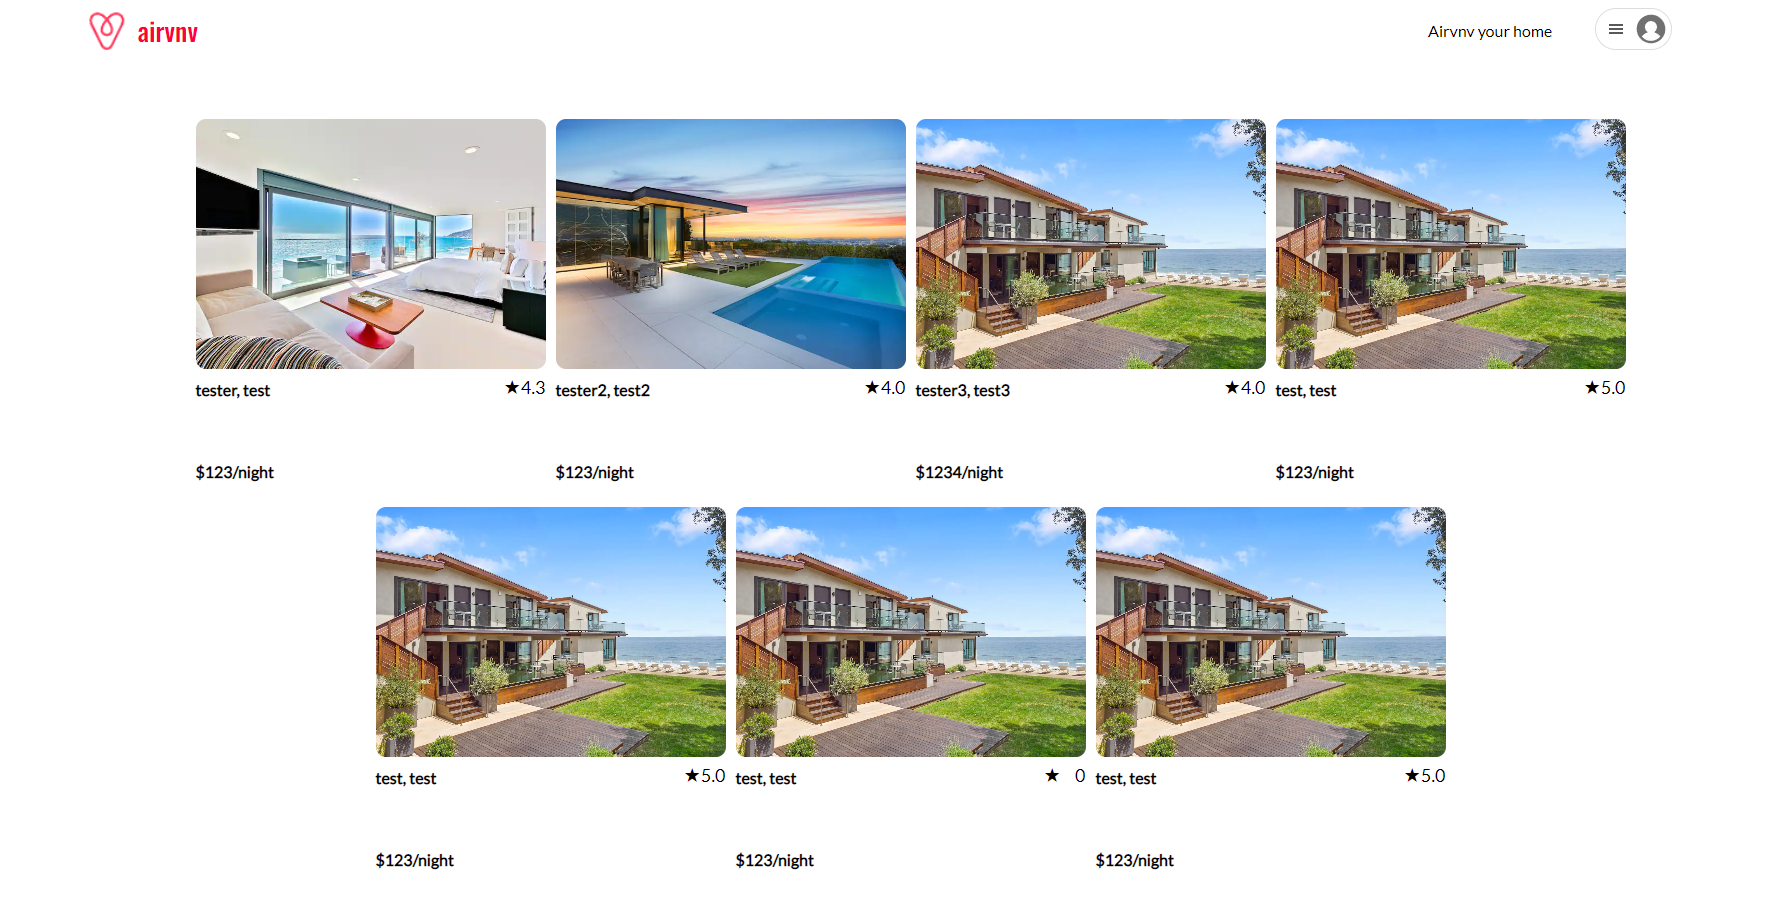 airvnv
Airvnv your home
tester, test ★4.3
tester2, test2 ★4.0
tester3, test3 ★4.0
test, test ★5.0
$123/night
$123/night
$1234/night
$123/night
test, test ★5.0
test, test ★ 0
test, test ★5.0
$123/night
$123/night
$123/night